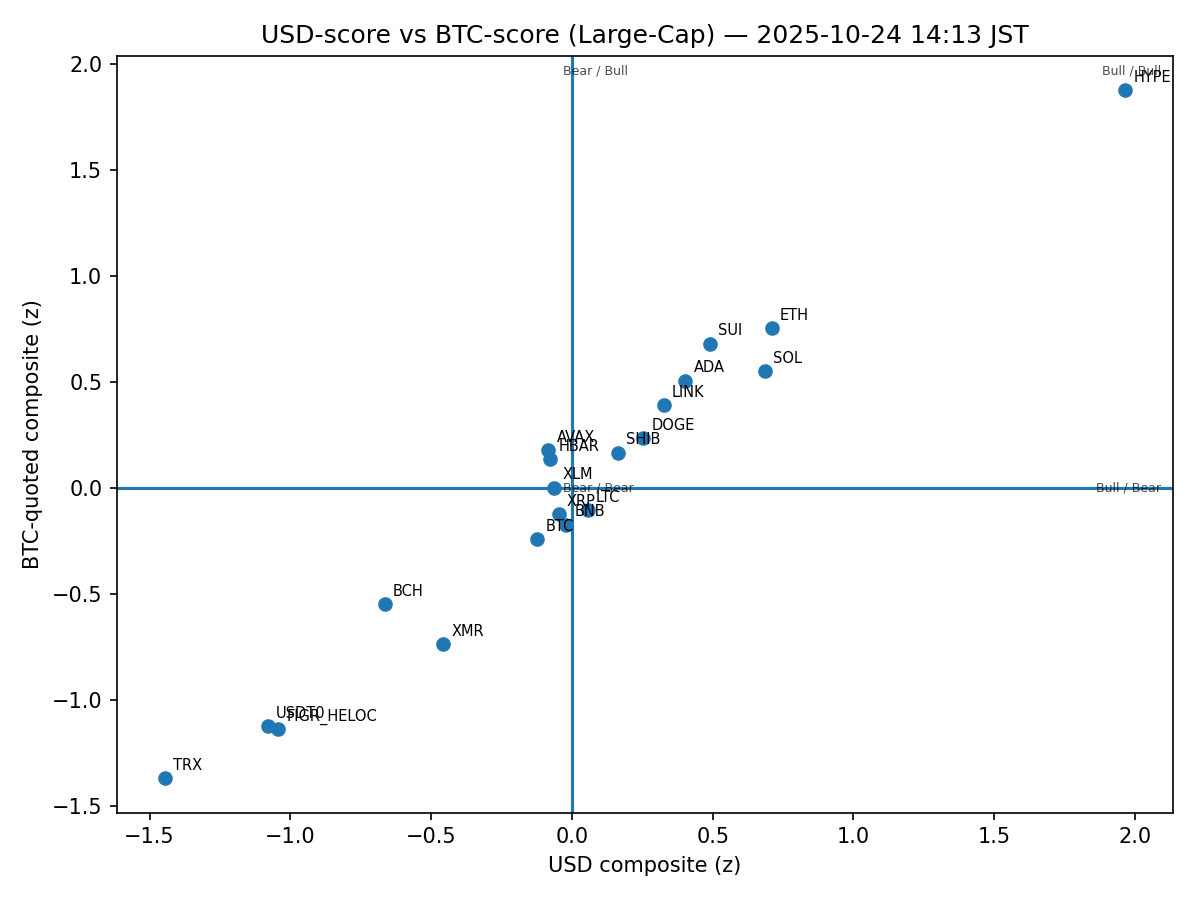 USD-score vs BTC-score (Large-Cap) — 2025-10-24 14:13 JST
2.0
Bear / Bull
Bull / Bull
HYPE
1.5
1.0
ETH
SUI
SOL
ADA
0.5
LINK
DOGE
AVAX
SHIB
HBAR
XLM
0.0
Bear / Bear
Bull / Bear
LTC
XRP
BNB
BTC
−0.5
BCH
XMR
−1.0
USDT0
FIGR_HELOC
TRX
−1.5
−1.5
−1.0
−0.5
0.0
0.5
1.0
1.5
2.0
USD composite (z)
BTC-quoted composite (z)